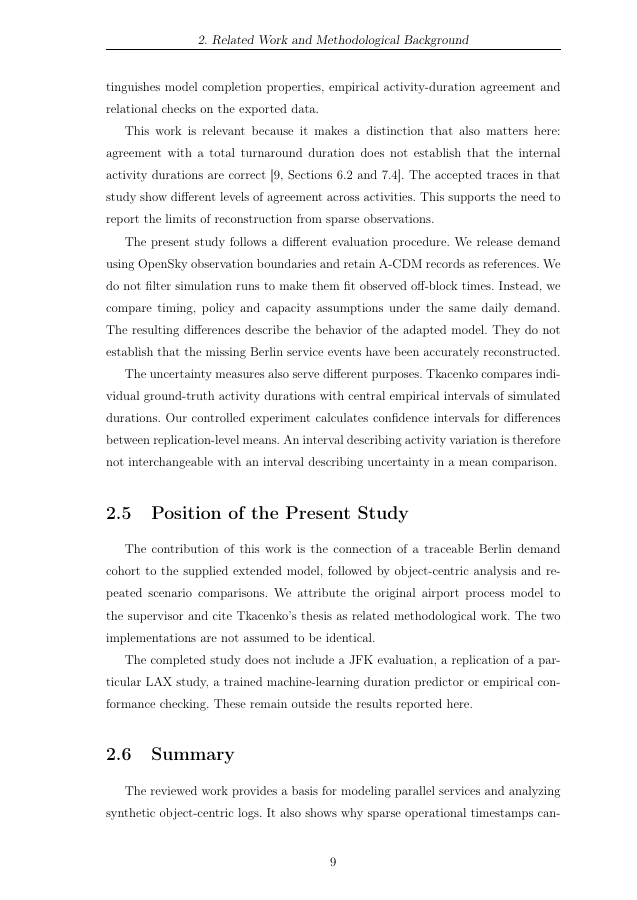 2. Related Work and Methodological Background
tinguishes model completion properties, empirical activity-duration agreement and
relational checks on the exported data.
This work is relevant because it makes a distinction that also matters here:
agreement with a total turnaround duration does not establish that the internal
activity durations are correct [9, Sections 6.2 and 7.4]. The accepted traces in that
study show different levels of agreement across activities. This supports the need to
report the limits of reconstruction from sparse observations.
The present study follows a different evaluation procedure. We release demand
using OpenSky observation boundaries and retain A-CDM records as references. We
do not filter simulation runs to make them fit observed off-block times. Instead, we
compare timing, policy and capacity assumptions under the same daily demand.
The resulting differences describe the behavior of the adapted model. They do not
establish that the missing Berlin service events have been accurately reconstructed.
The uncertainty measures also serve different purposes. Tkacenko compares indi-
vidual ground-truth activity durations with central empirical intervals of simulated
durations. Our controlled experiment calculates confidence intervals for differences
between replication-level means. An interval describing activity variation is therefore
not interchangeable with an interval describing uncertainty in a mean comparison.
2.5 Position of the Present Study
The contribution of this work is the connection of a traceable Berlin demand
cohort to the supplied extended model, followed by object-centric analysis and re-
peated scenario comparisons. We attribute the original airport process model to
the supervisor and cite Tkacenko's thesis as related methodological work. The two
implementations are not assumed to be identical.
The completed study does not include a JFK evaluation, a replication of a par-
ticular LAX study, a trained machine-learning duration predictor or empirical con-
formance checking. These remain outside the results reported here.
2.6 Summary
The reviewed work provides a basis for modeling parallel services and analyzing
synthetic object-centric logs. It also shows why sparse operational timestamps can-
9